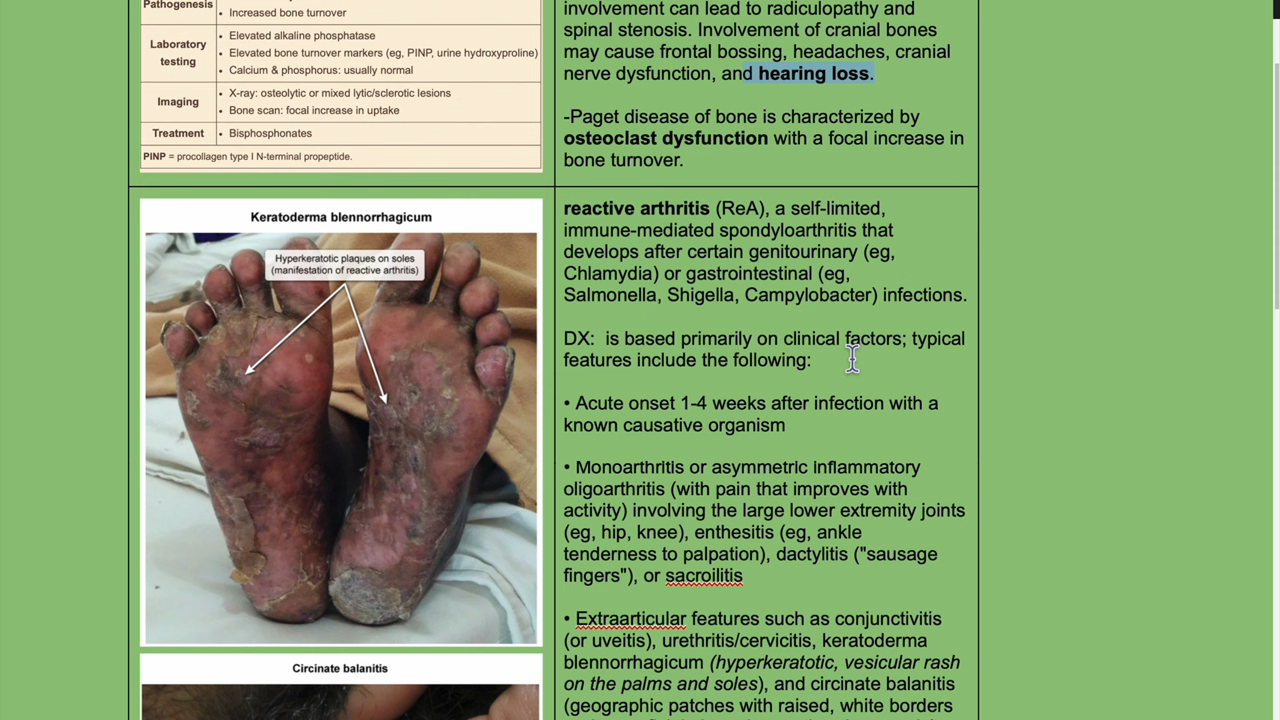 Pathogenesis
• Increased bone turnover
Laboratory
testing
• Elevated alkaline phosphatase
• Elevated bone turnover markers (eg, PINP, urine hydroxyproline)
• Calcium & phosphorus: usually normal
Imaging
• X-ray: osteolytic or mixed lytic/sclerotic lesions
• Bone scan: focal increase in uptake
Treatment
• Bisphosphonates
PINP = procollagen type I N-terminal propeptide.
involvement can lead to radiculopathy and
spinal stenosis. Involvement of cranial bones
may cause frontal bossing, headaches, cranial
nerve dysfunction, and hearing loss.
-Paget disease of bone is characterized by
osteoclast dysfunction with a focal increase in
bone turnover.
Keratoderma blennorrhagicum
Hyperkeratotic plaques on soles
(manifestation of reactive arthritis)
Circinate balanitis
reactive arthritis (ReA), a self-limited,
immune-mediated spondyloarthritis that
develops after certain genitourinary (eg,
Chlamydia) or gastrointestinal (eg,
Salmonella, Shigella, Campylobacter) infections.
DX:  is based primarily on clinical factors; typical
features include the following:
• Acute onset 1-4 weeks after infection with a
known causative organism
• Monoarthritis or asymmetric inflammatory
oligoarthritis (with pain that improves with
activity) involving the large lower extremity joints
(eg, hip, knee), enthesitis (eg, ankle
tenderness to palpation), dactylitis ("sausage
fingers"), or sacroilitis
• Extraarticular features such as conjunctivitis
(or uveitis), urethritis/cervicitis, keratoderma
blennorrhagicum (hyperkeratotic, vesicular rash
on the palms and soles), and circinate balanitis
(geographic patches with raised, white borders